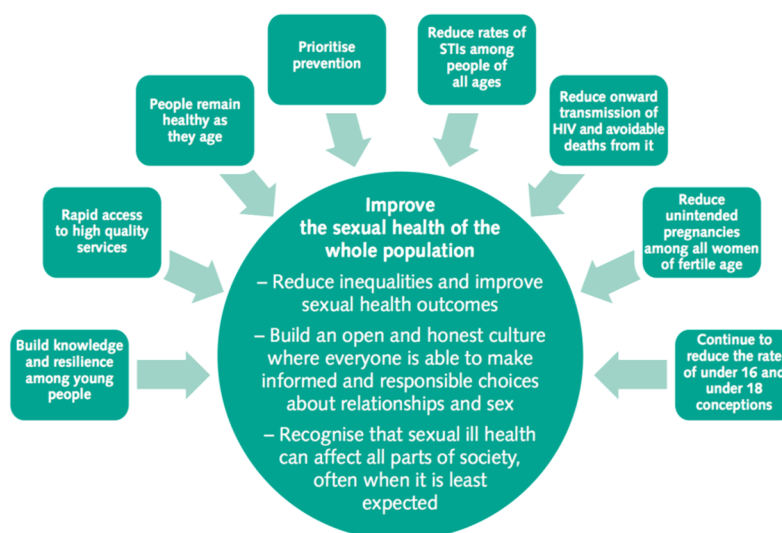 Prioritise
prevention
Reduce rates of
STIs among
people of
all ages
People remain
healthy as
they age
Reduce onward
transmission of
HIV and avoidable
deaths from it
Rapid access
to high quality
services
Reduce
unintended
pregnancies
among all women
of fertile age
Build knowledge
and resilience
among young
people
Continue to
reduce the rate
of under 16 and
under 18
conceptions
Improve
the sexual health of the
whole population
– Reduce inequalities and improve
sexual health outcomes
– Build an open and honest culture
where everyone is able to make
informed and responsible choices
about relationships and sex
– Recognise that sexual ill health
can affect all parts of society,
often when it is least
expected